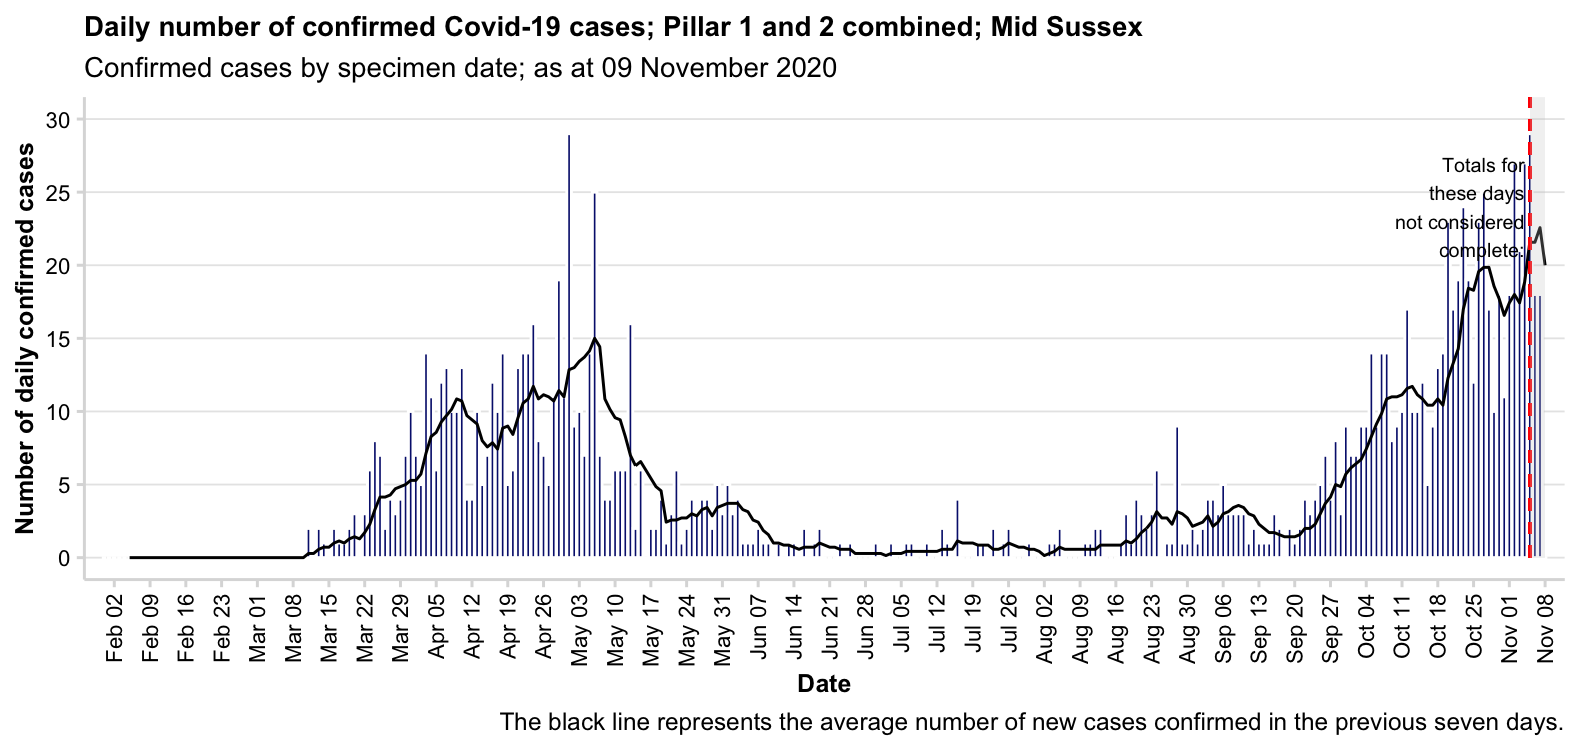 Daily number of confirmed Covid-19 cases; Pillar 1 and 2 combined; Mid Sussex
Confirmed cases by specimen date; as at 09 November 2020
Number of daily confirmed cases
30
25
20
15
10
5
0
Totals for
these days
not considered
complete:
Feb 02
Feb 09
Feb 16
Feb 23
Mar 01
Mar 08
Mar 15
Mar 22
Mar 29
Apr 05
Apr 12
Apr 19
Apr 26
May 03
May 10
May 17
May 24
May 31
Jun 07
Jun 14
Jun 21
Jun 28
Jul 05
Jul 12
Jul 19
Jul 26
Aug 02
Aug 09
Aug 16
Aug 23
Aug 30
Sep 06
Sep 13
Sep 20
Sep 27
Oct 04
Oct 11
Oct 18
Oct 25
Nov 01
Nov 08
Date
The black line represents the average number of new cases confirmed in the previous seven days.